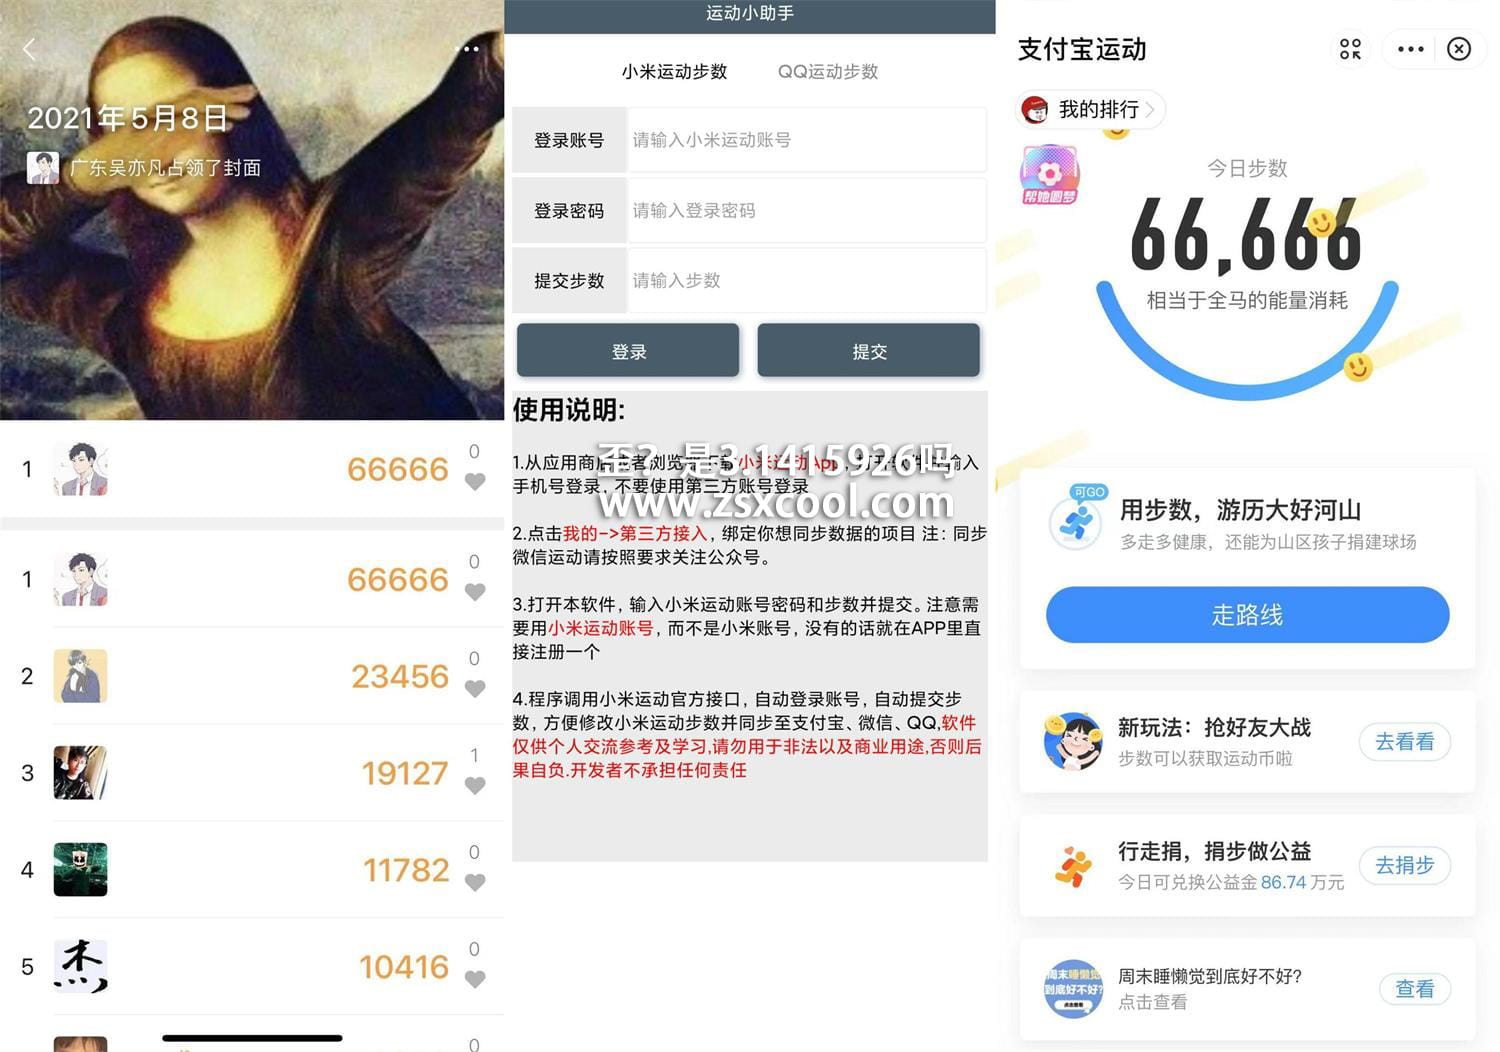 2021年5月8日
广东吴亦凡占领了封面
1
66666
0
1
66666
0
2
23456
0
3
19127
1
4
11782
0
5
杰
10416
0
0
运动小助手
小米运动步数
QQ运动步数
登录账号
请输入小米运动账号
登录密码
请输入登录密码
提交步数
请输入步数
登录
提交
使用说明:
1.从应用商店或者浏览器下载小米运动App, 打开软件 输入
手机号登录, 不要使用第三方账号登录
歪？是3.1415926吗
www.zsxcool.com
2.点击我的->第三方接入, 绑定你想同步数据的项目 注: 同步
微信运动请按照要求关注公众号。
3.打开本软件, 输入小米运动账号密码和步数并提交。注意需
要用小米运动账号, 而不是小米账号, 没有的话就在APP里直
接注册一个
4.程序调用小米运动官方接口, 自动登录账号, 自动提交步
数, 方便修改小米运动步数并同步至支付宝、微信、QQ,软件
仅供个人交流参考及学习,请勿用于非法以及商业用途,否则后
果自负.开发者不承担任何责任
支付宝运动
我的排行
帮她圆梦
今日步数
66,666
相当于全马的能量消耗
可GO
用步数，游历大好河山
多走多健康，还能为山区孩子捐建球场
走路线
新玩法：抢好友大战
步数可以获取运动币啦
去看看
行走捐，捐步做公益
今日可兑换公益金 86.74 万元
去捐步
周末睡懒觉
到底好不好?
点击查看
周末睡懒觉到底好不好?
点击查看
查看